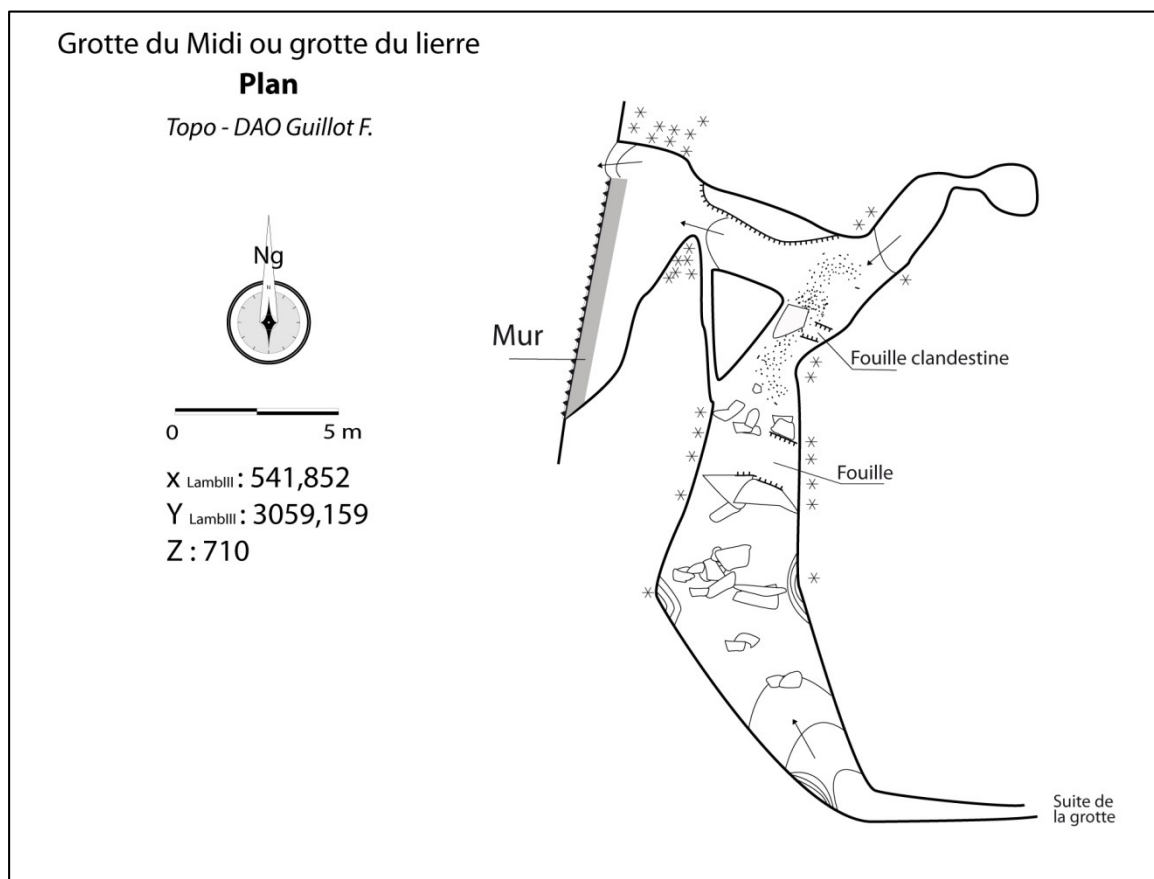 Grotte du Midi ou grotte du lierre
Plan
Topo - DAO Guillot F.
Ng
N
Mur
Fouille clandestine
0 5 m
Fouille
x LambIII : 541,852
Y LambIII : 3059,159
Z : 710
Suite de
la grotte